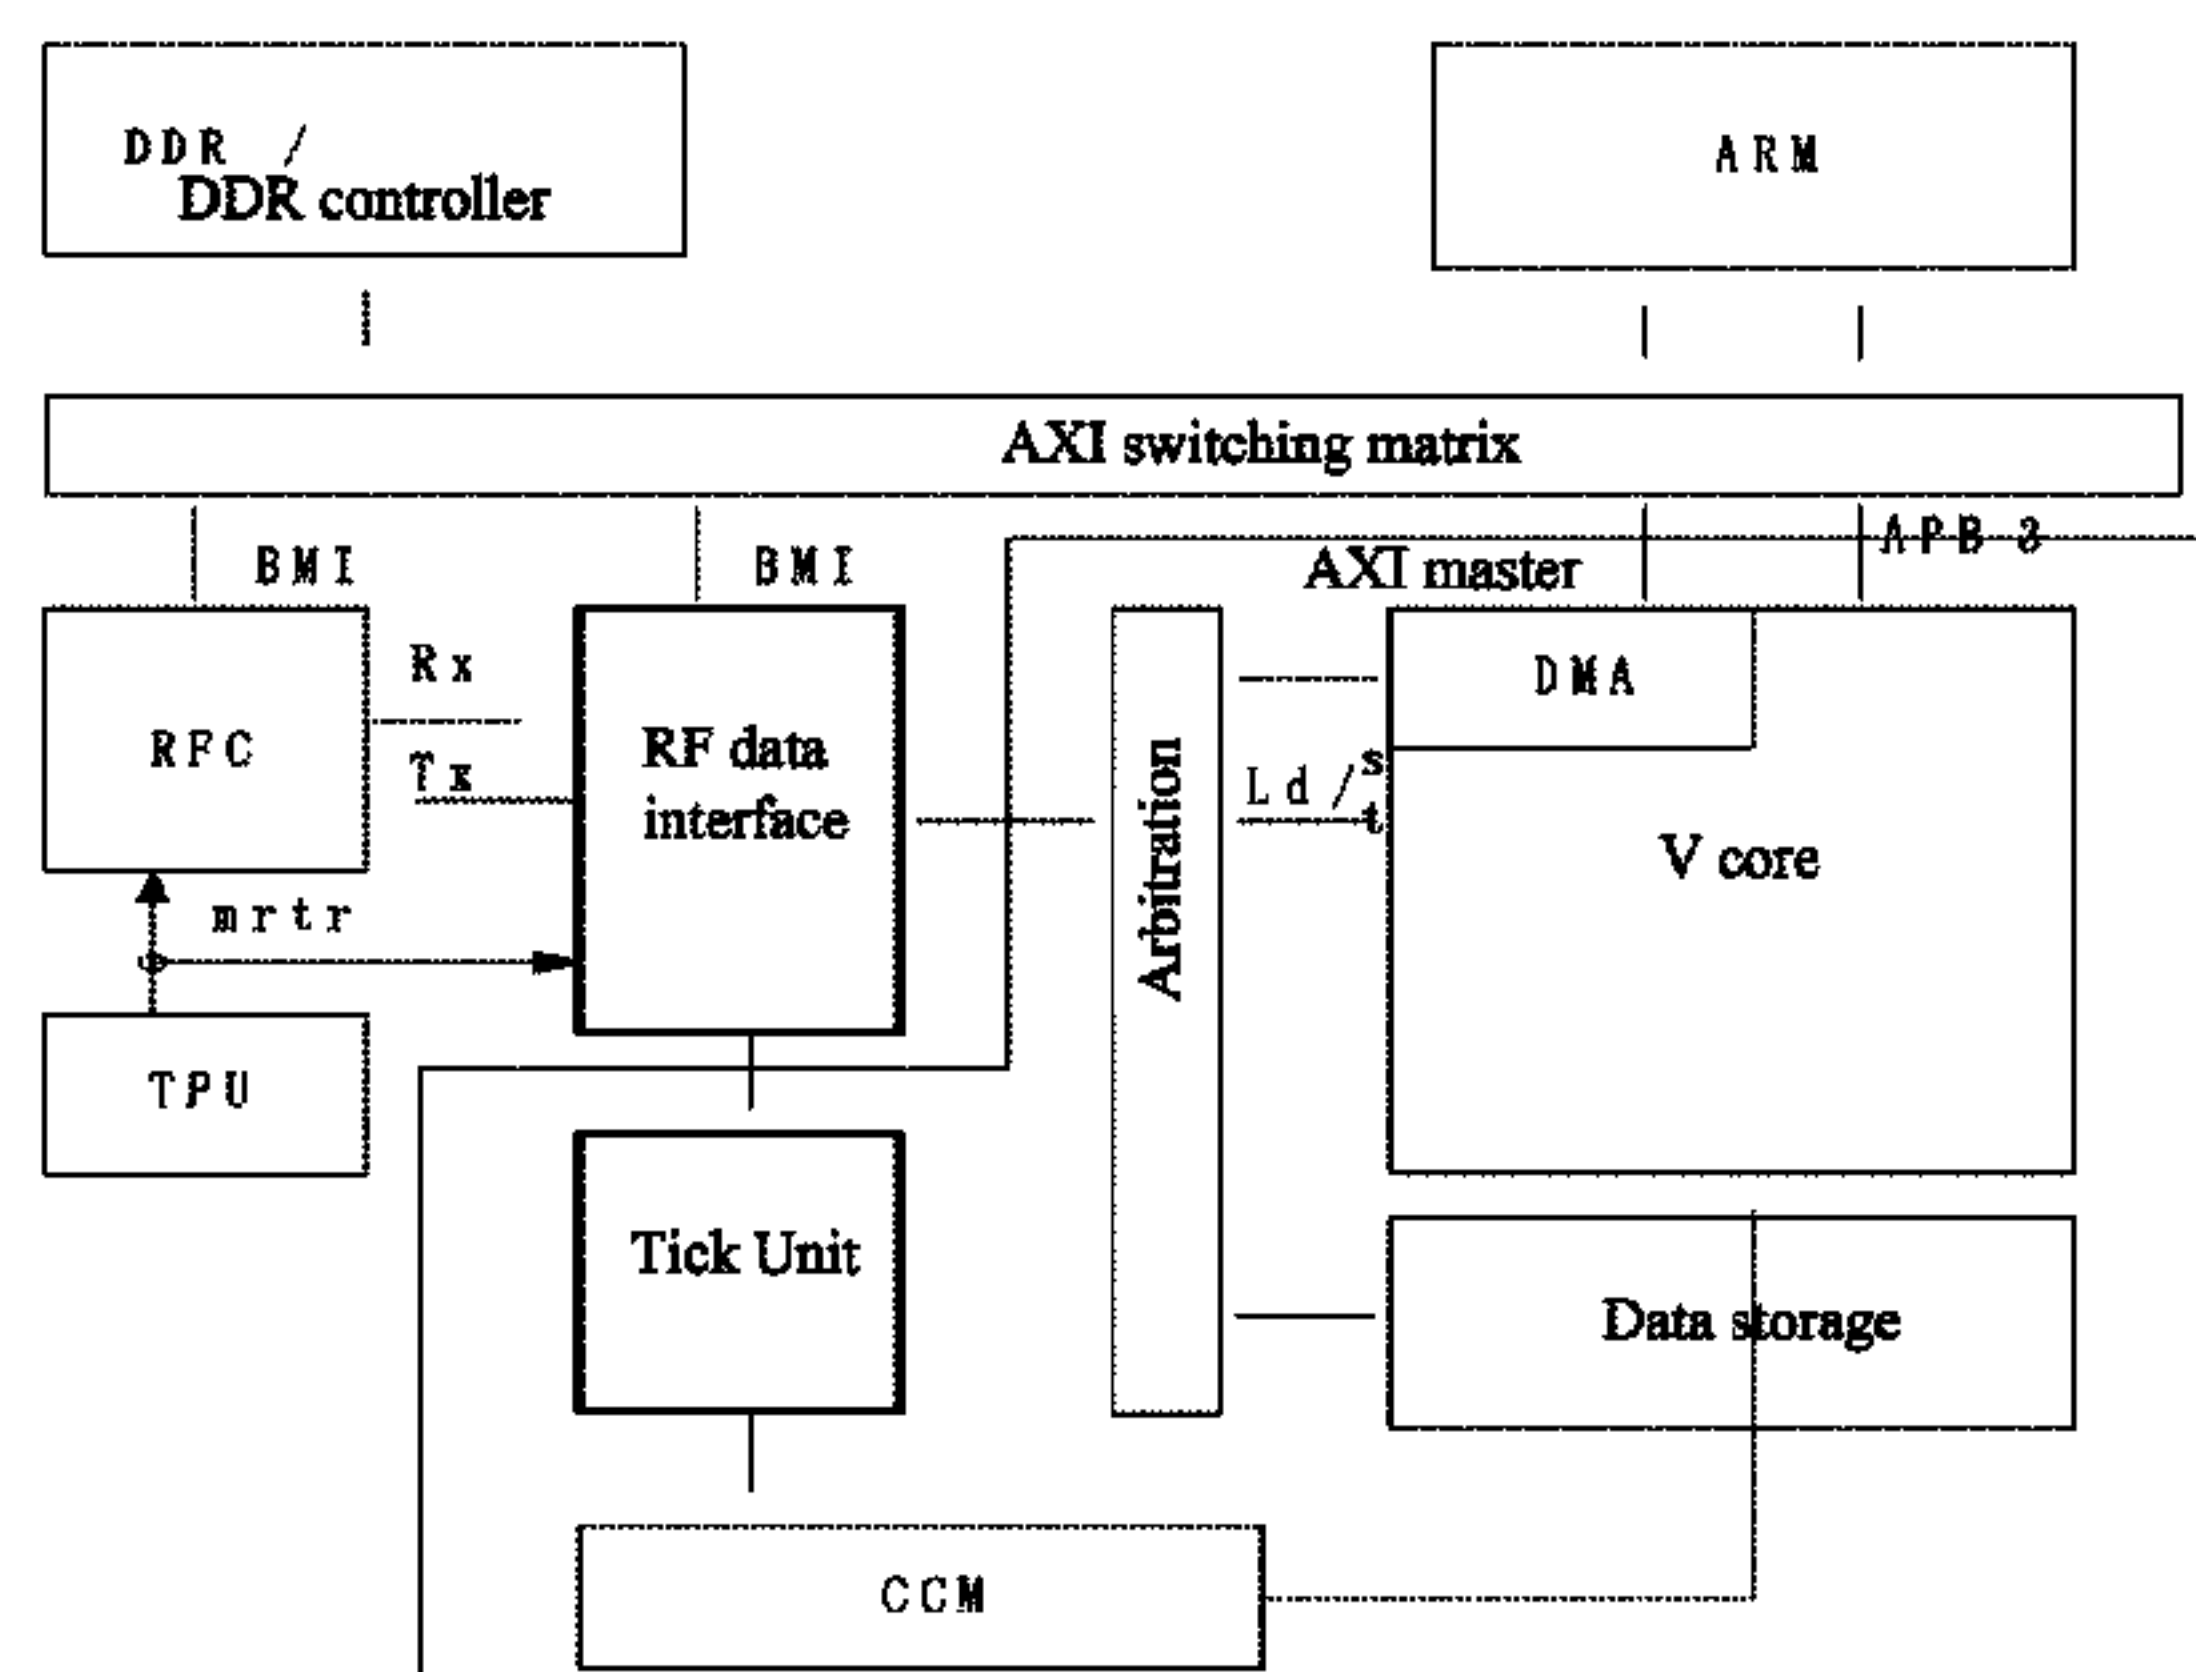 DDR /
DDR controller
ARM
AXI switching matrix
BMI
BMI
APB 3
AXI master
Rx
DMA
RFC
Tx
RF data
interface
Ld/st
Arbitration
V core
mrtr
TPU
Tick Unit
Data storage
CCM